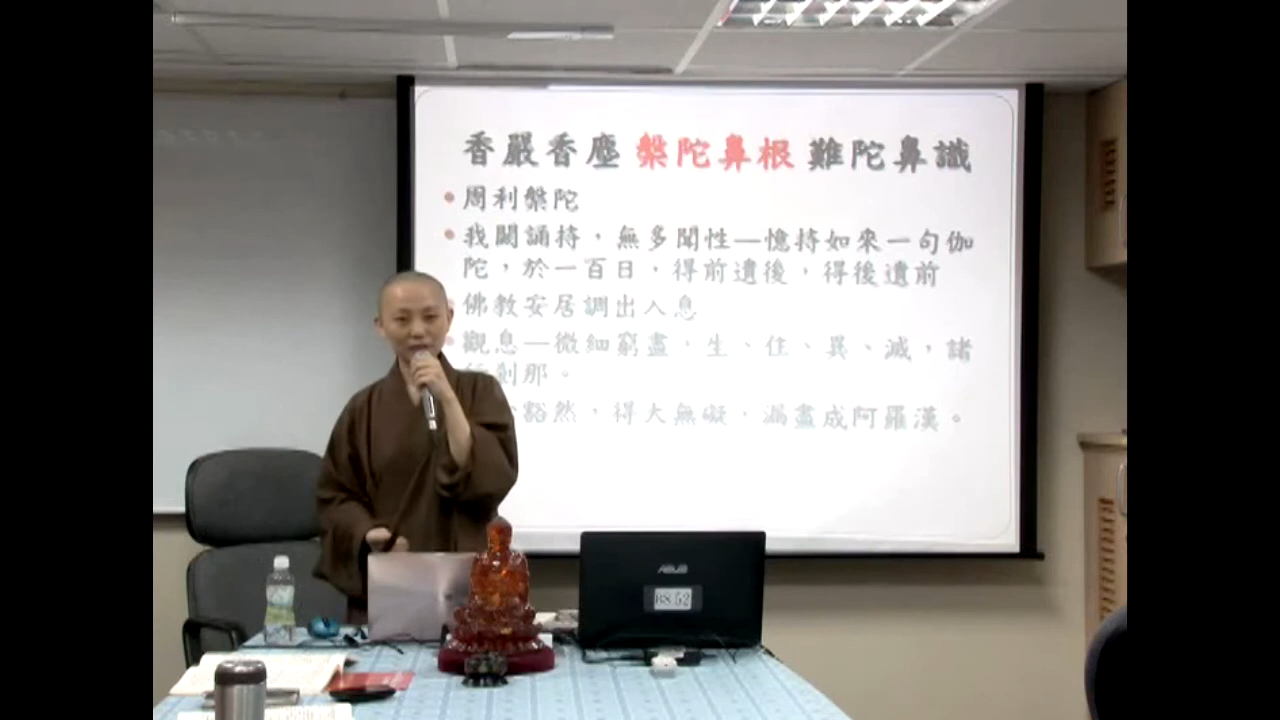 香嚴香塵 槃陀鼻根 難陀鼻識
周利槃陀
我闕誦持，無多聞性—憶持如來一句伽
陀，於一百日，得前遺後，得後遺前
佛教安居調出入息
觀息—微細窮盡，生、住、異、滅，諸
剎那。
豁然，得大無礙，漏盡成阿羅漢。
ASUS
B852